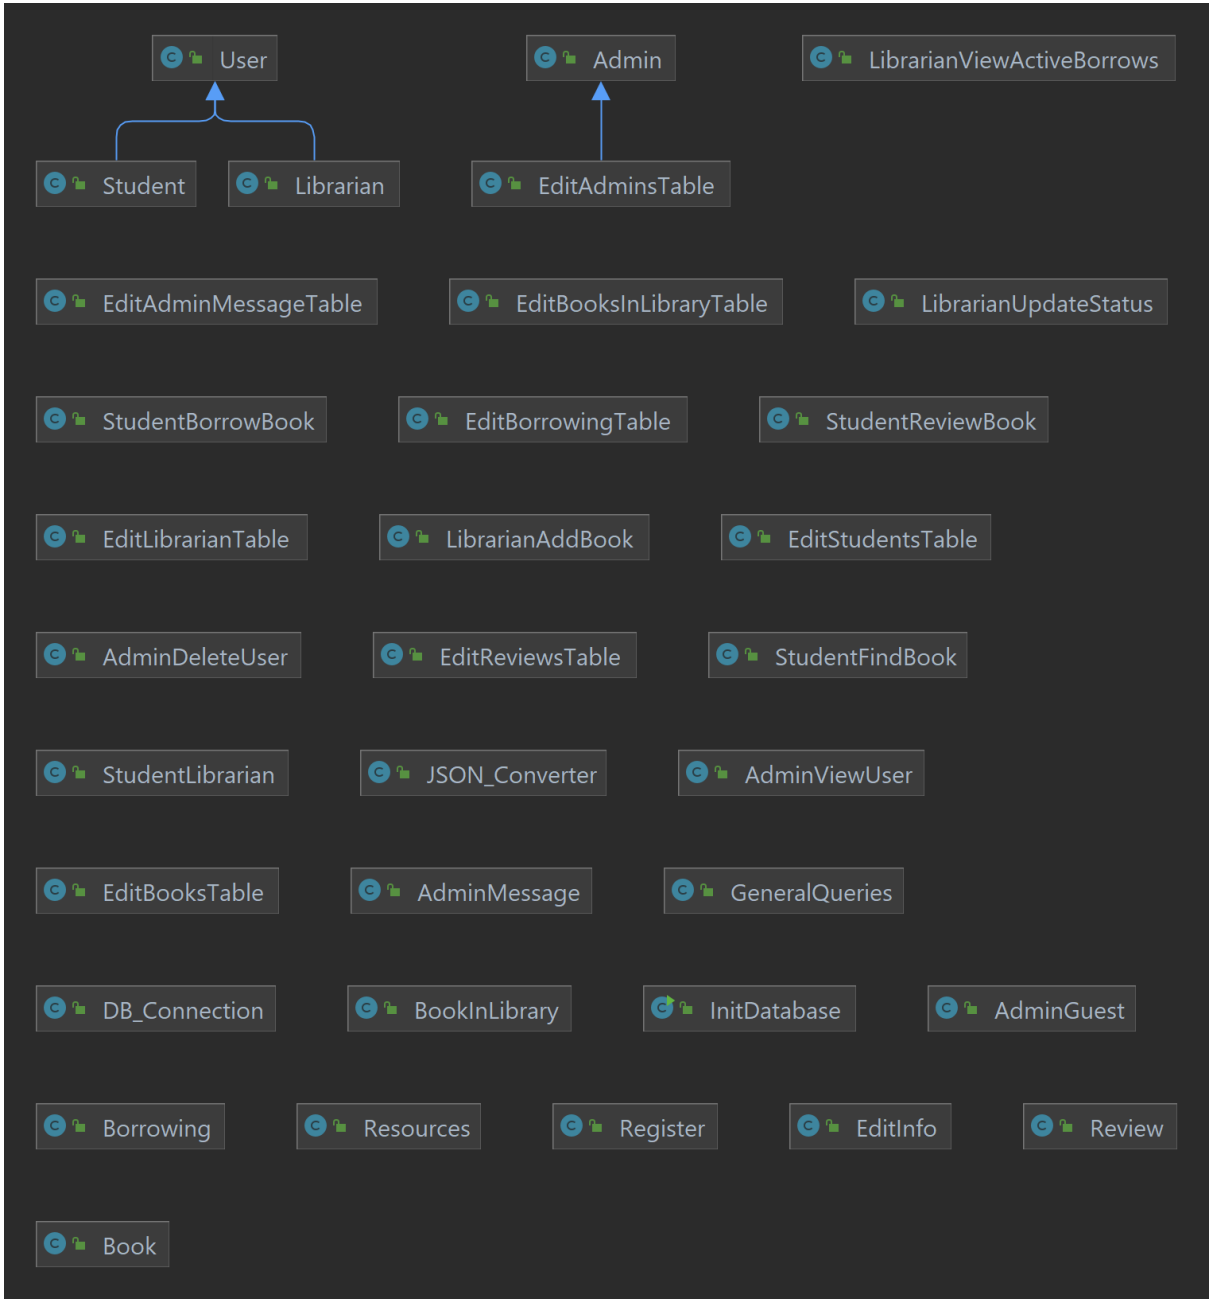 User Admin LibrarianViewActiveBorrows
Student Librarian EditAdminsTable
EditAdminMessageTable EditBooksInLibraryTable LibrarianUpdateStatus
StudentBorrowBook EditBorrowingTable StudentReviewBook
EditLibrarianTable LibrarianAddBook EditStudentsTable
AdminDeleteUser EditReviewsTable StudentFindBook
StudentLibrarian JSON_Converter AdminViewUser
EditBooksTable AdminMessage GeneralQueries
DB_Connection BookInLibrary InitDatabase AdminGuest
Borrowing Resources Register EditInfo Review
Book